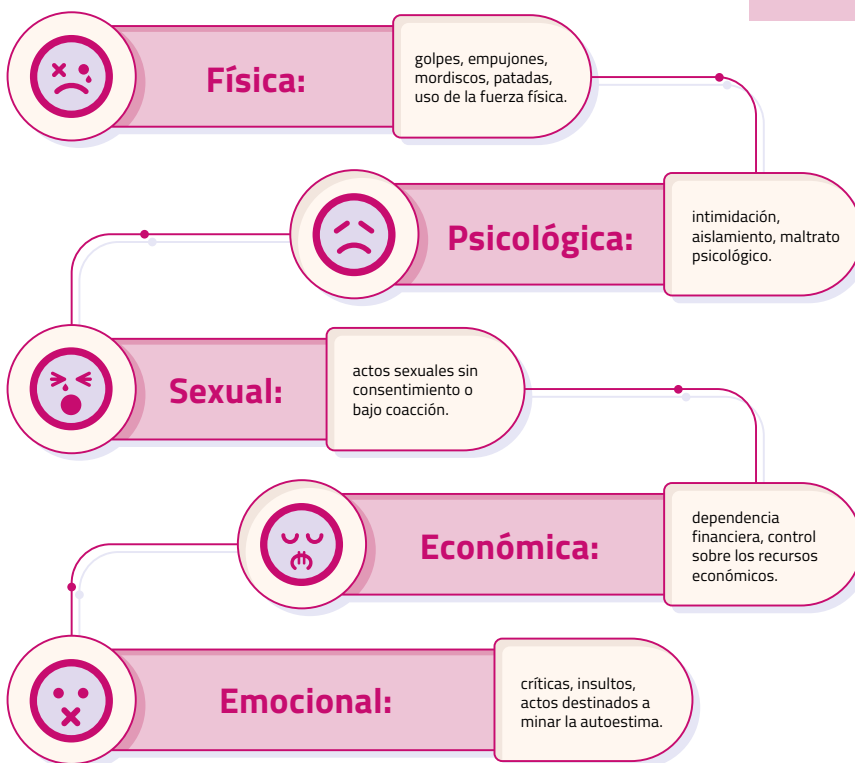 Física:
golpes, empujones,
mordiscos, patadas,
uso de la fuerza física.
Psicológica:
intimidación,
aislamiento, maltrato
psicológico.
Sexual:
actos sexuales sin
consentimiento o
bajo coacción.
Económica:
dependencia
financiera, control
sobre los recursos
económicos.
Emocional:
críticas, insultos,
actos destinados a
minar la autoestima.